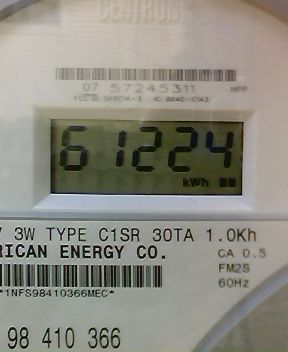 CENTRON
07 57245311
61224
kWh
3W TYPE C1SR 30TA 1.0Kh
RICAN ENERGY CO.
CA 0.5
FM2S
60Hz
*1NFS98410366MEC*
98 410 366